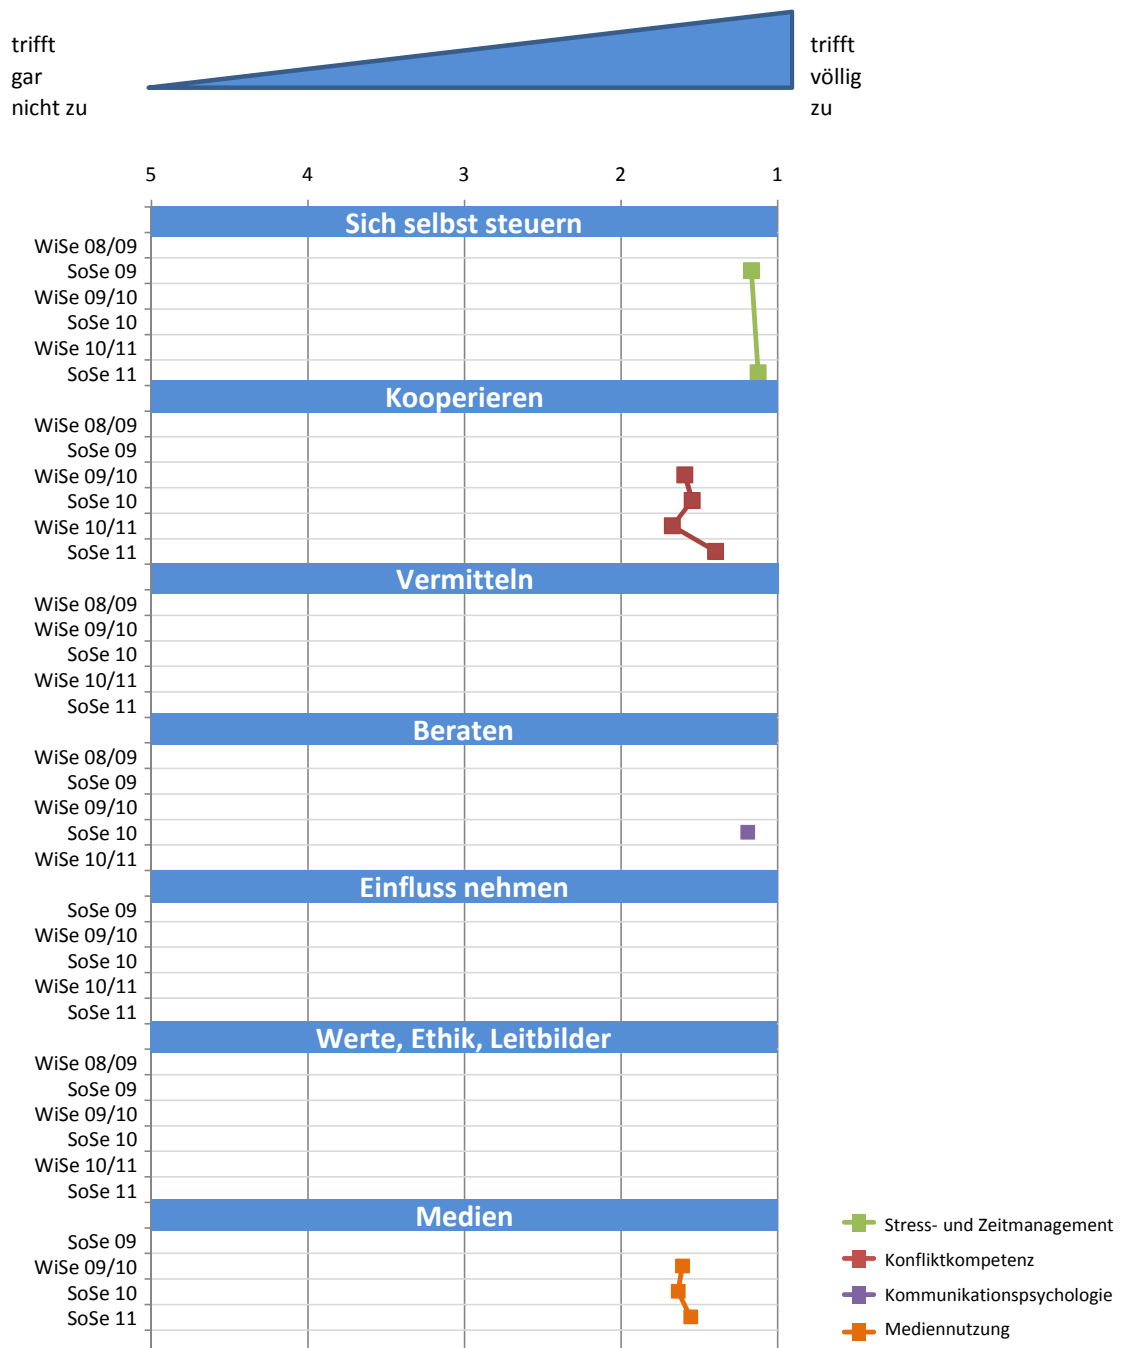 trifft
gar
nicht zu
trifft
völlig
zu
5 4 3 2 1
Sich selbst steuern
WiSe 08/09
SoSe 09
WiSe 09/10
SoSe 10
WiSe 10/11
SoSe 11
Kooperieren
WiSe 08/09
SoSe 09
WiSe 09/10
SoSe 10
WiSe 10/11
SoSe 11
Vermitteln
WiSe 08/09
WiSe 09/10
SoSe 10
WiSe 10/11
SoSe 11
Beraten
WiSe 08/09
SoSe 09
WiSe 09/10
SoSe 10
WiSe 10/11
Einfluss nehmen
SoSe 09
WiSe 09/10
SoSe 10
WiSe 10/11
SoSe 11
Werte, Ethik, Leitbilder
WiSe 08/09
SoSe 09
WiSe 09/10
SoSe 10
WiSe 10/11
SoSe 11
Medien
SoSe 09
WiSe 09/10
SoSe 10
SoSe 11
Stress- und Zeitmanagement
Konfliktkompetenz
Kommunikationspsychologie
Mediennutzung